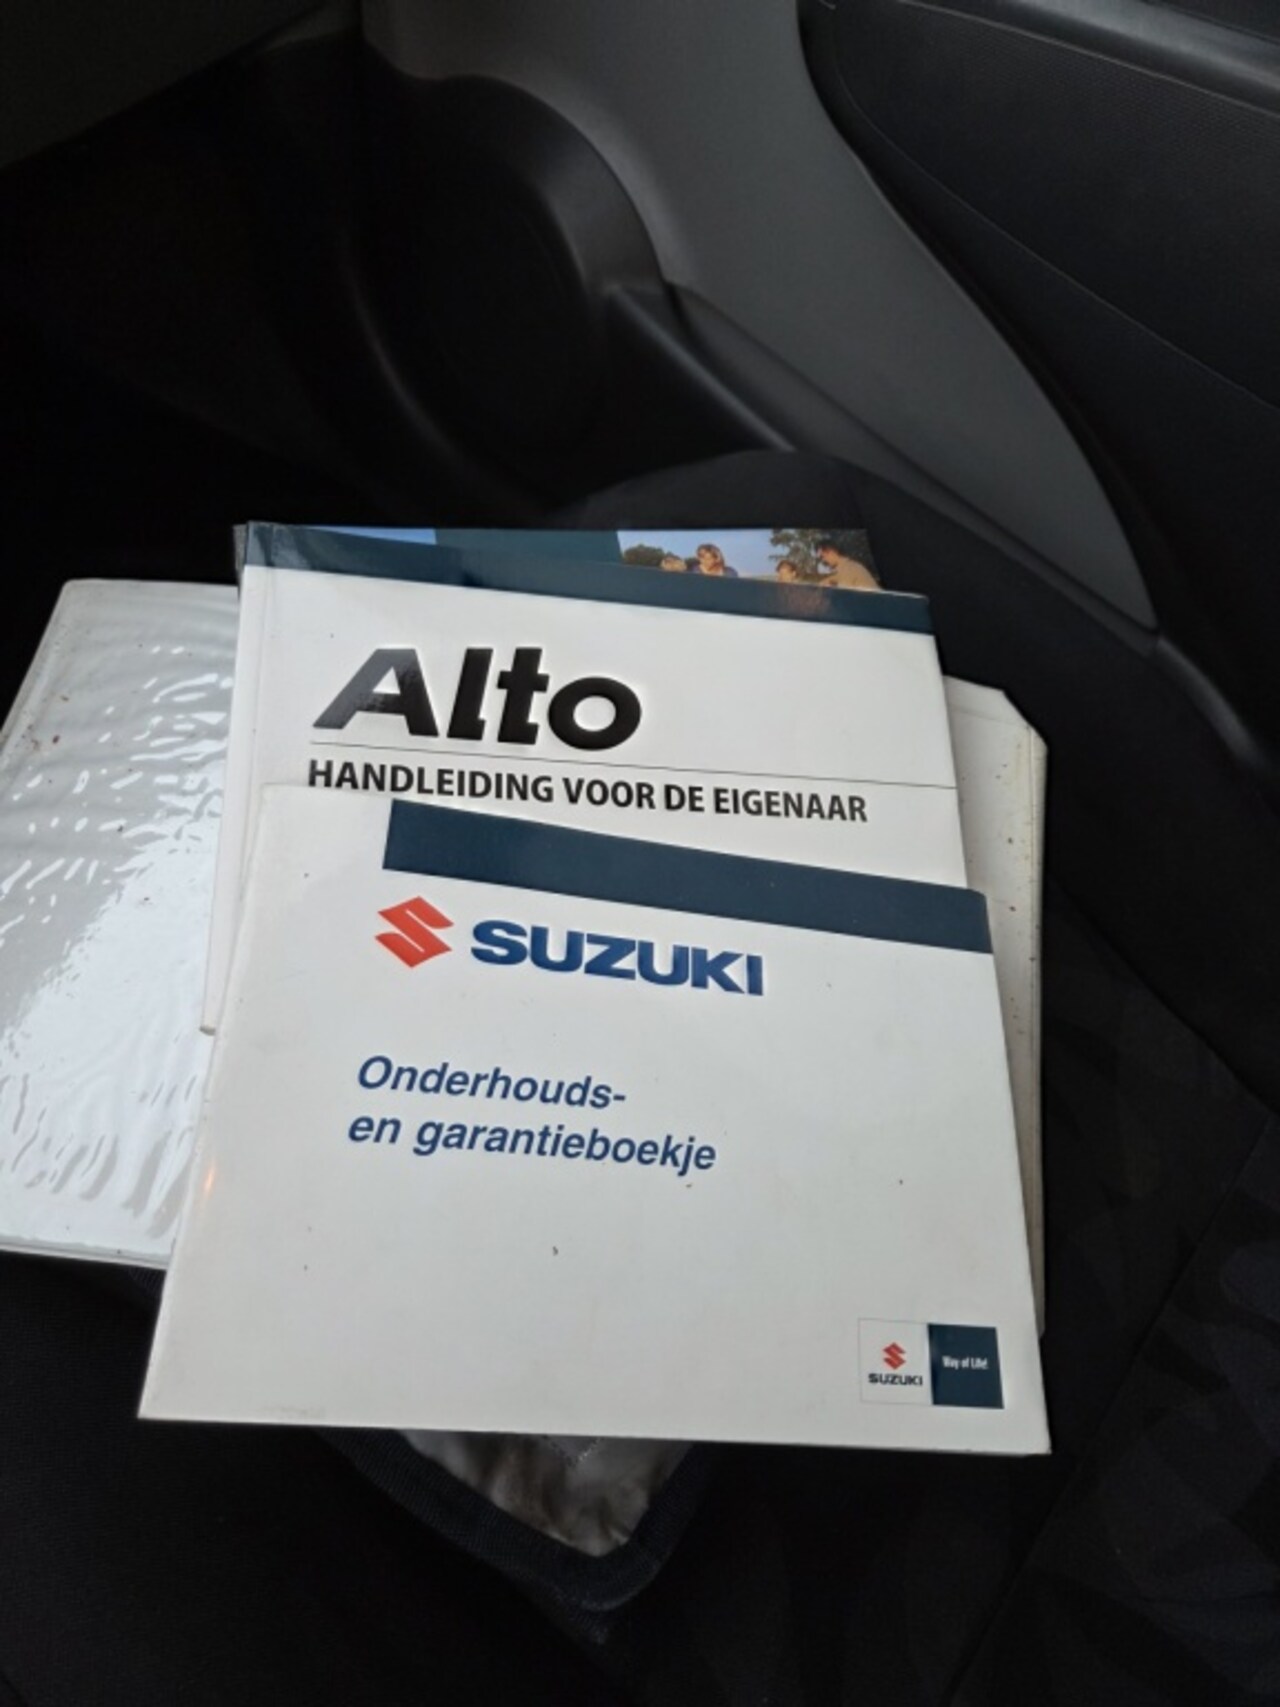 Alto
HANDLEIDING VOOR DE EIGENAAR
SUZUKI
Onderhouds-
en garantieboekje
SUZUKI
Way of Life!